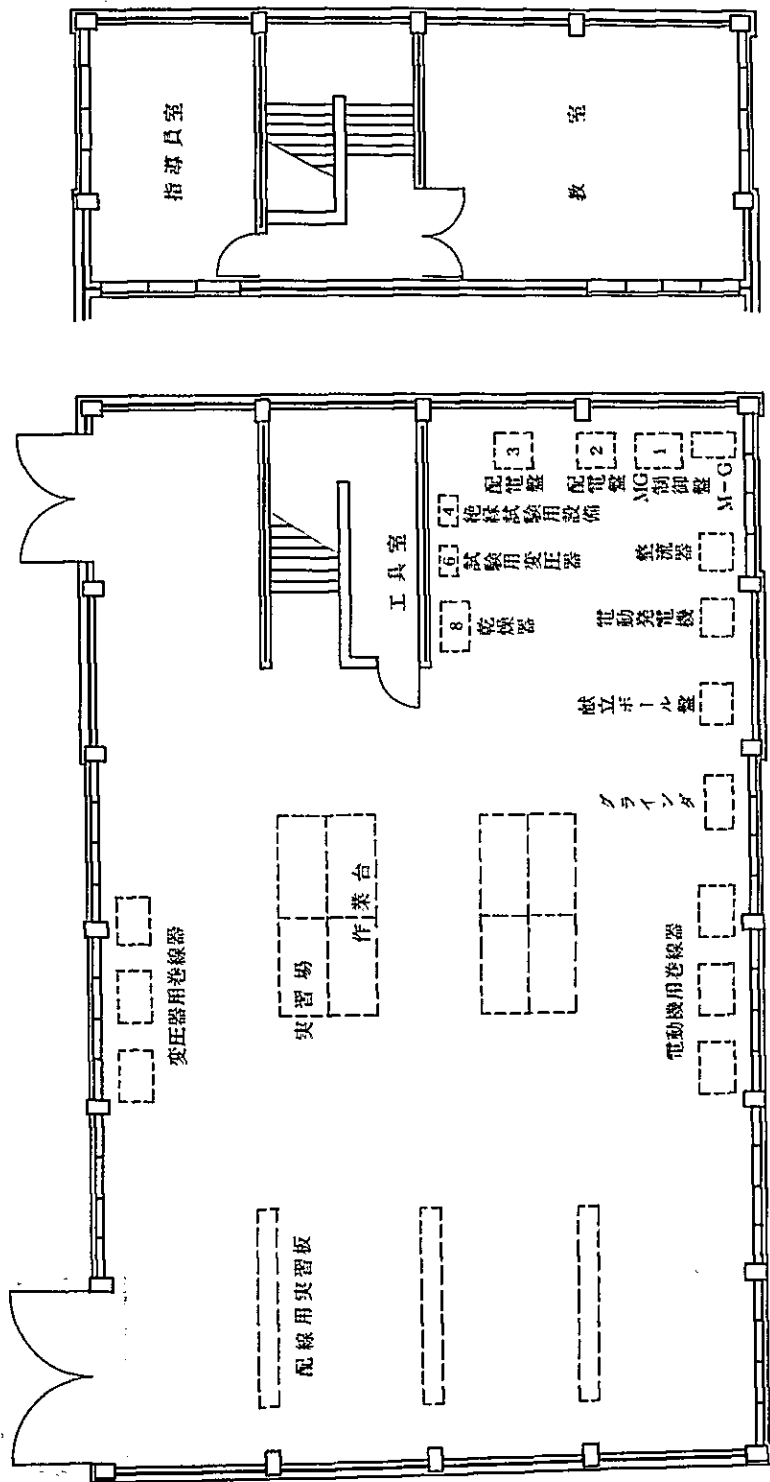 指導員室
教室
工具室
3
配電盤
2
配電盤
1
MG制御盤
M-G
4
絶縁試験用設備
6
試験用変圧器
8
乾燥器
整流器
電動発電機
献立ボール盤
グラインダ
変圧器用巻線器
実習場
作業台
電動機用巻線器
配線用実習板